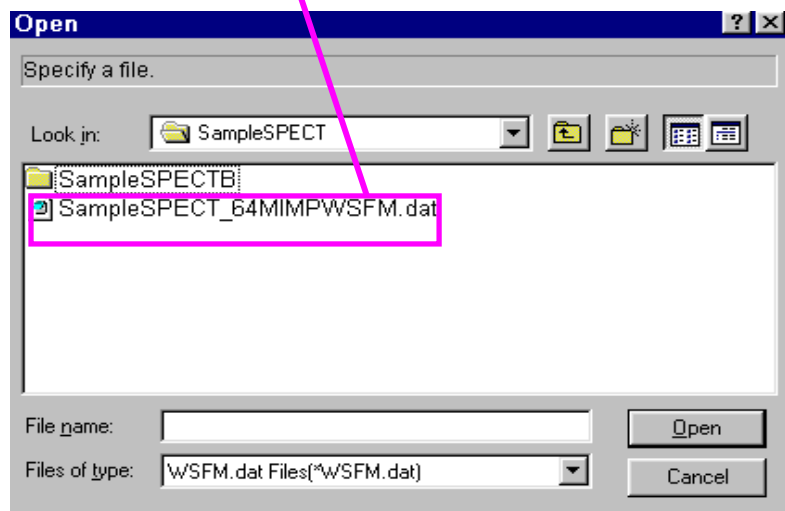 Open
Specify a file.
Look in: SampleSPECT
SampleSPECTB
SampleSPECT_64MIMPWSFM.dat
File name: Open
Files of type: WSFM.dat Files(*WSFM.dat) Cancel